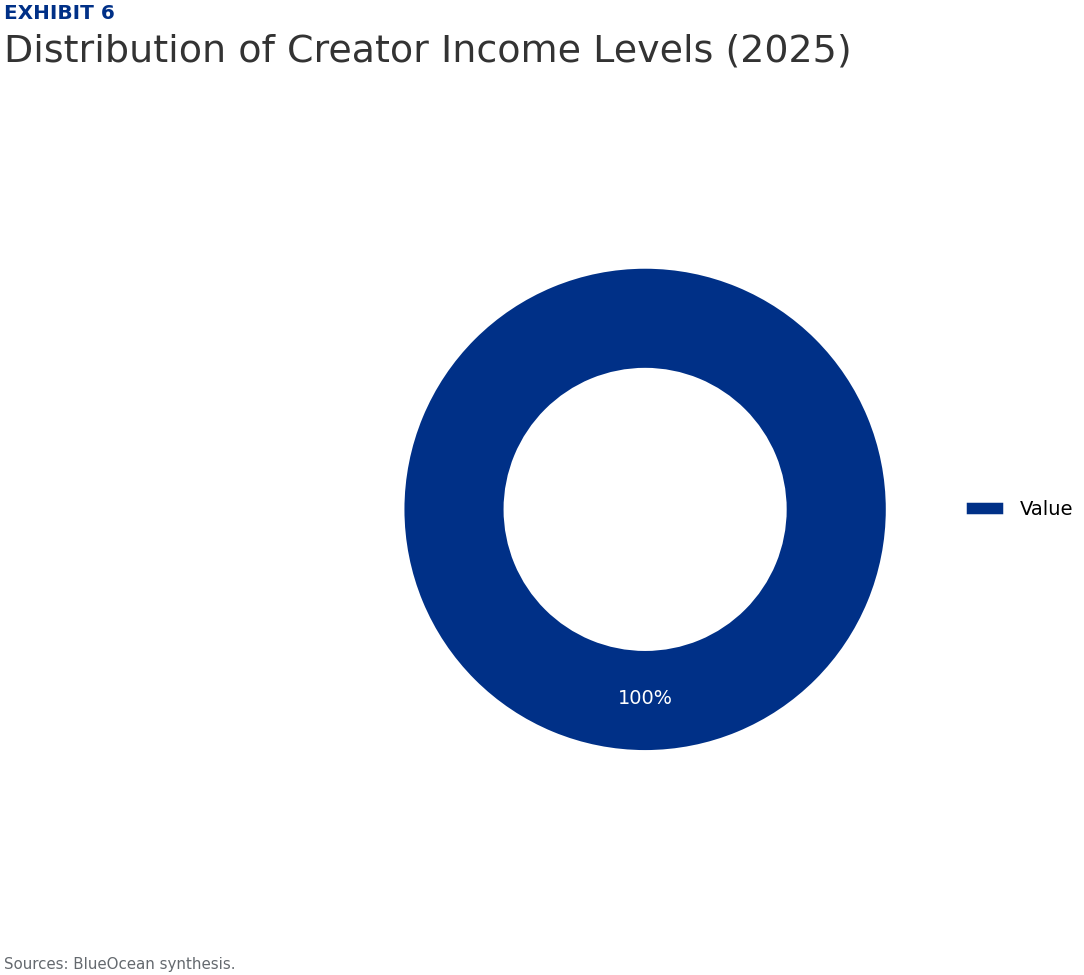 EXHIBIT 6
Distribution of Creator Income Levels (2025)
Value
100%
Sources: BlueOcean synthesis.